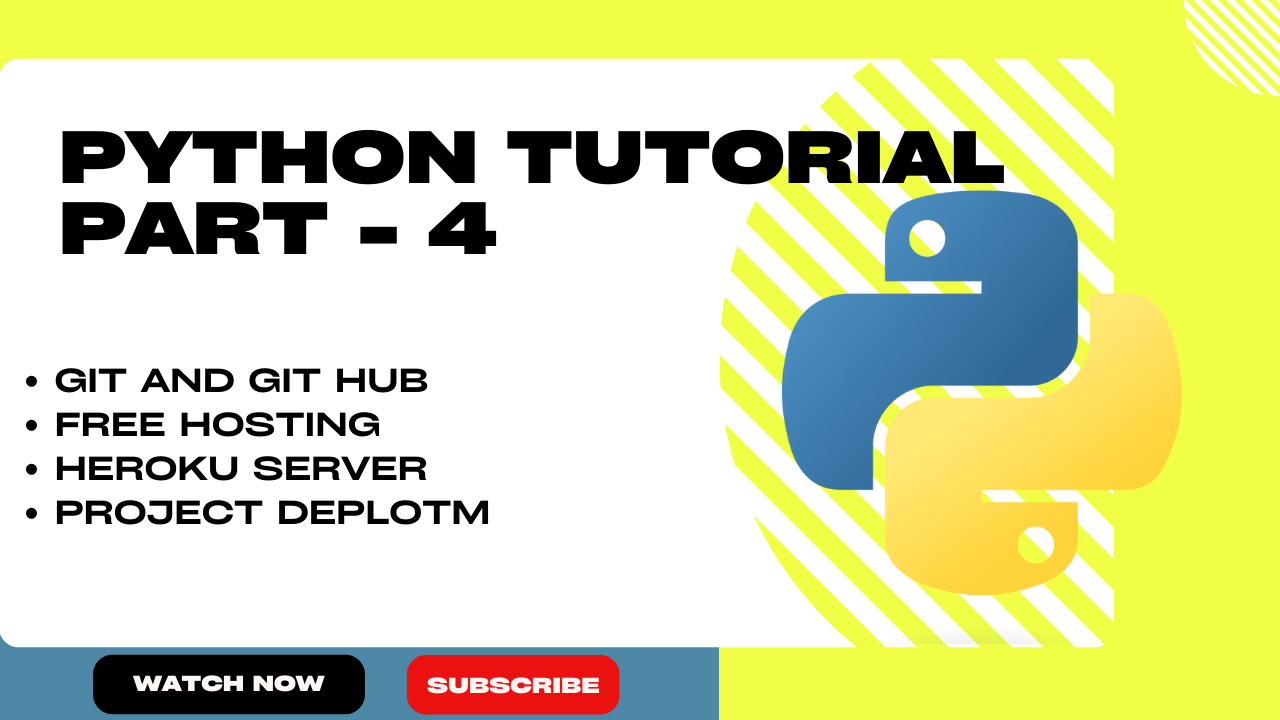 PYTHON TUTORIAL
PART - 4
• GIT AND GIT HUB
• FREE HOSTING
• HEROKU SERVER
• PROJECT DEPLOTM
WATCH NOW
SUBSCRIBE